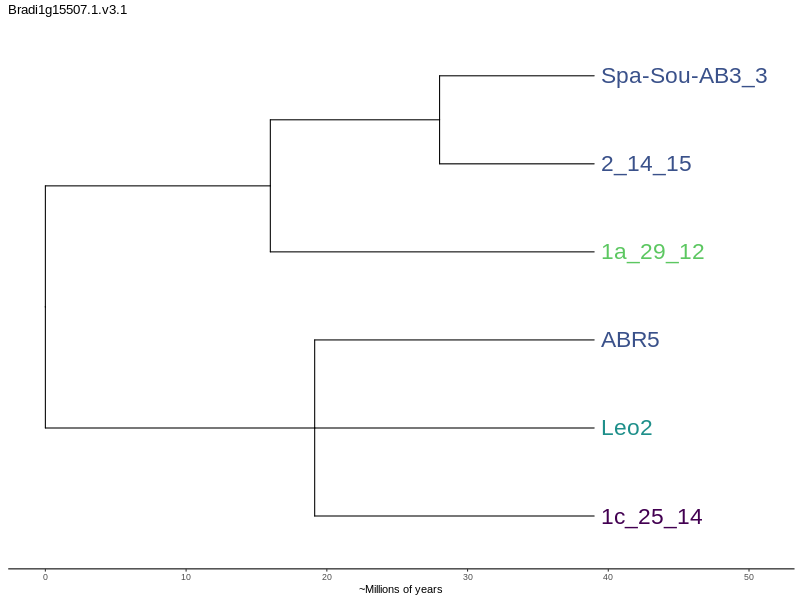 Bradi1g15507.1.v3.1
Spa-Sou-AB3_3
2_14_15
1a_29_12
ABR5
Leo2
1c_25_14
0 10 20 30 40 50
~Millions of years